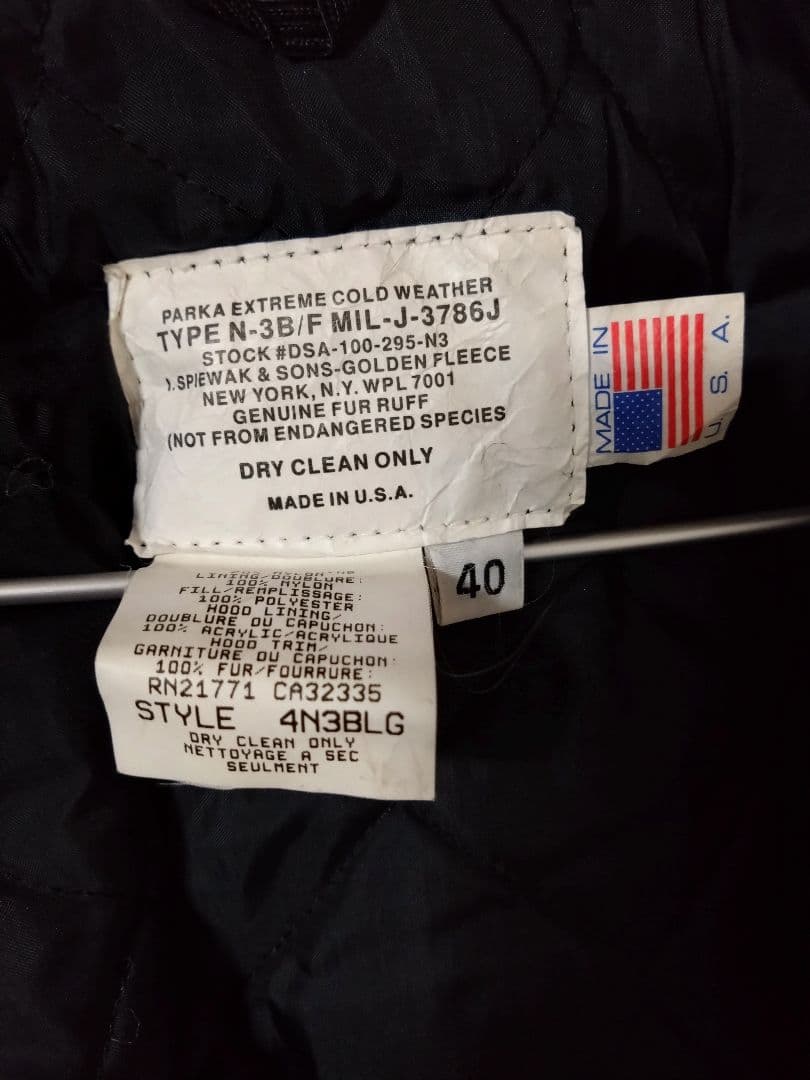 PARKA EXTREME COLD WEATHER
TYPE N-3B/F MIL-J-3786J
STOCK #DSA-100-295-N3
I. SPIEWAK & SONS-GOLDEN FLEECE
NEW YORK, N.Y. WPL 7001
GENUINE FUR RUFF
(NOT FROM ENDANGERED SPECIES
DRY CLEAN ONLY
MADE IN U.S.A.
MADE IN
U. S. A.
40
LINING/DOUBLURE:
100% NYLON
FILL/REMPLISSAGE:
100% POLYESTER
HOOD LINING/
DOUBLURE DU CAPUCHON:
100% ACRYLIC/ACRYLIQUE
HOOD TRIM/
GARNITURE DU CAPUCHON:
100% FUR/FOURRURE:
RN21771 CA32335
STYLE 4N3BLG
DRY CLEAN ONLY
NETTOYAGE A SEC
SEULMENT